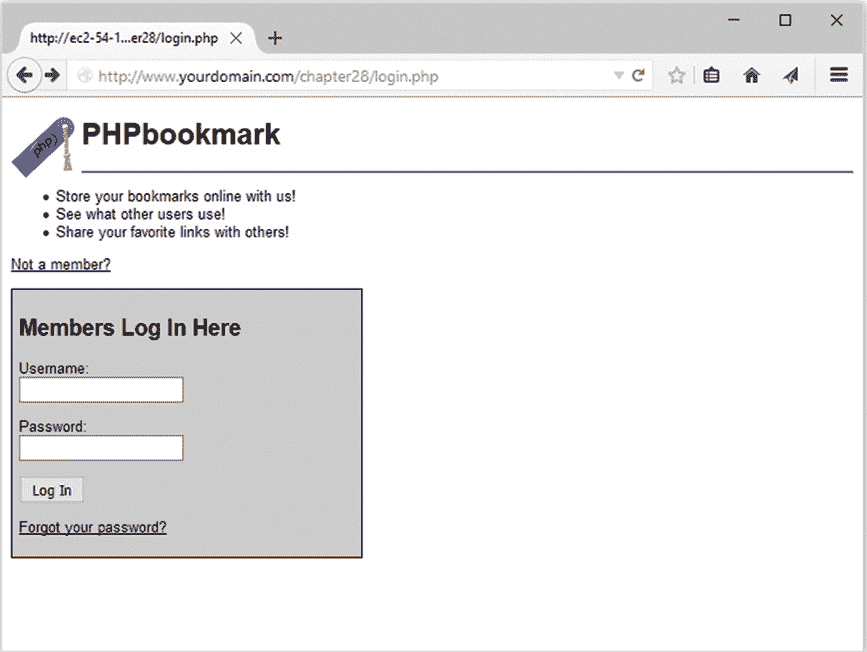 http://ec2-54-1...er28/login.php
http://www.yourdomain.com/chapter28/login.php
php)
PHPbookmark
Store your bookmarks online with us!
See what other users use!
Share your favorite links with others!
Not a member?
Members Log In Here
Username:
Password:
Log In
Forgot your password?